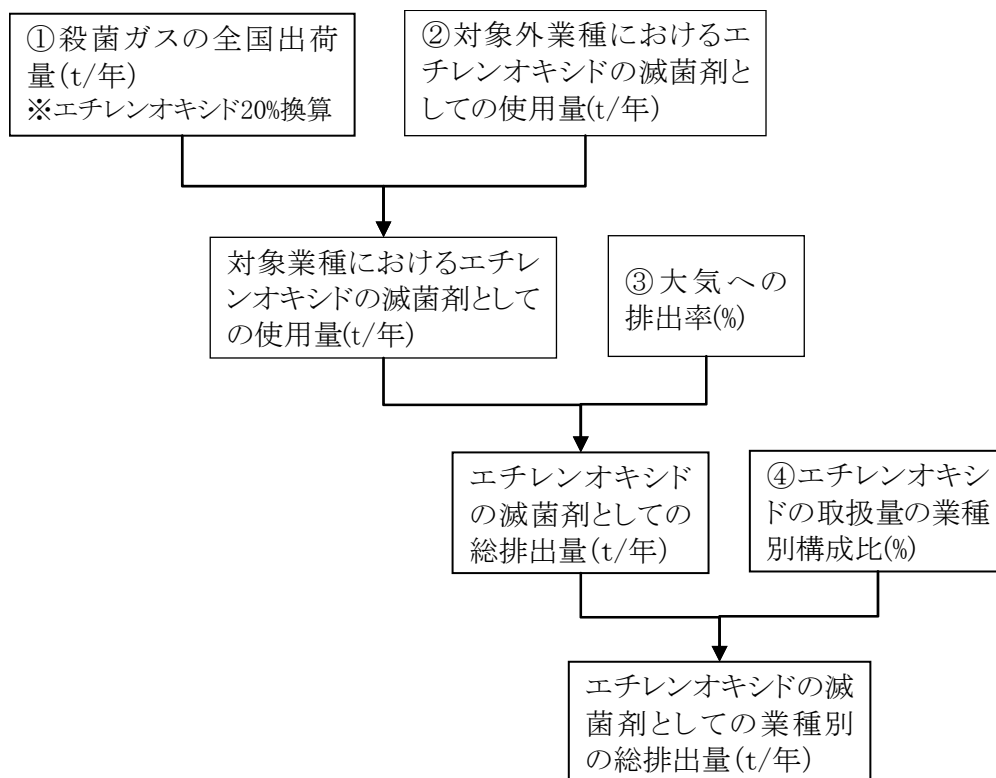 ①殺菌ガスの全国出荷
量(t/年)
※エチレンオキシド20%換算
②対象外業種におけるエ
チレンオキシドの滅菌剤と
しての使用量(t/年)
対象業種におけるエチレ
ンオキシドの滅菌剤として
の使用量(t/年)
③大気への
排出率(%)
エチレンオキシド
の滅菌剤としての
総排出量(t/年)
④エチレンオキシ
ドの取扱量の業種
別構成比(%)
エチレンオキシドの滅
菌剤としての業種別
の総排出量(t/年)